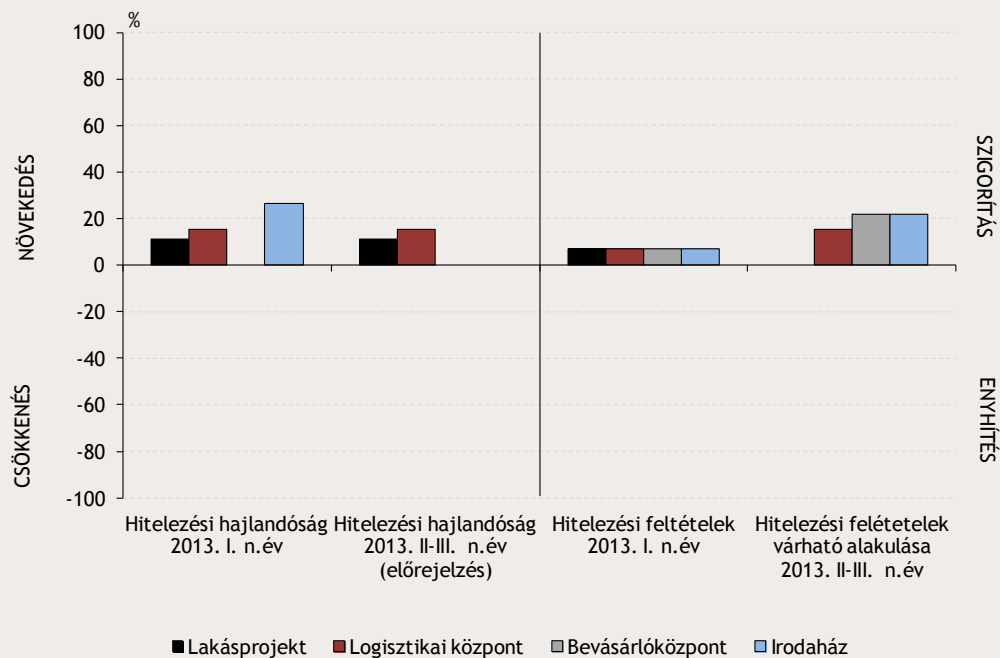 %
100
80
60
40
20
0
-20
-40
-60
-80
-100
NÖVEKEDÉS
CSÖKKENÉS
SZIGORÍTÁS
ENYHÍTÉS
Hitelezési hajlandóság
2013. I. n.év
Hitelezési hajlandóság
2013. II-III. n.év
(előrejelzés)
Hitelezési feltételek
2013. I. n.év
Hitelezési felétetelek
várható alakulása
2013. II-III. n.év
Lakásprojekt
Logisztikai központ
Bevásárlóközpont
Irodaház